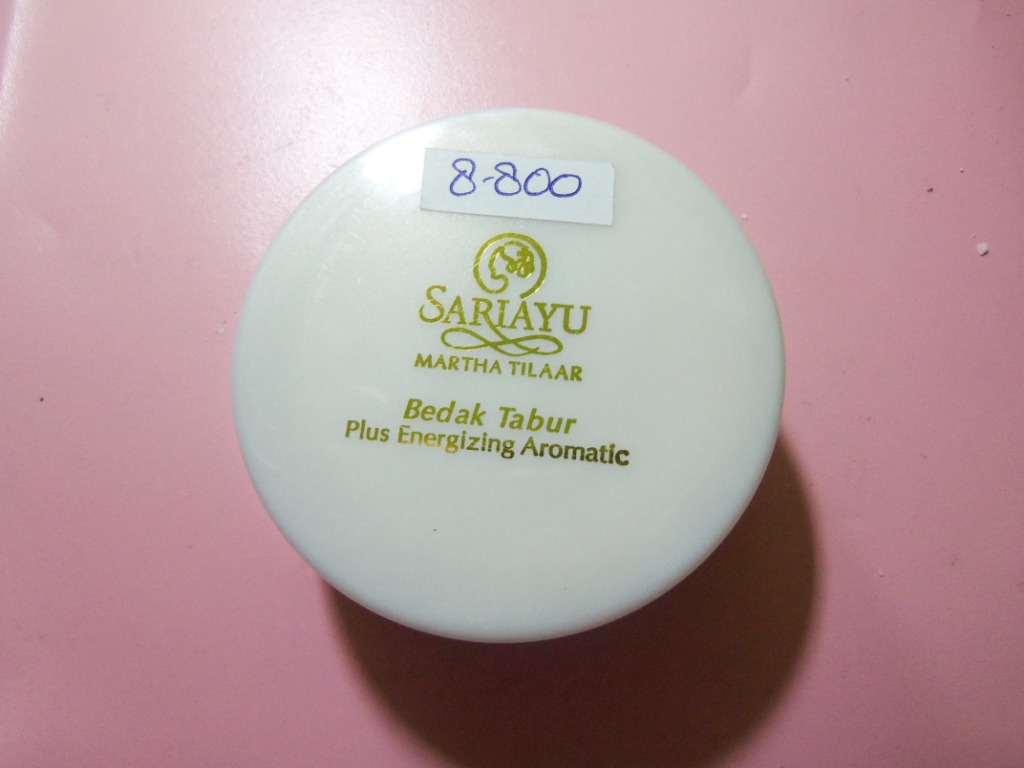 8-800
SARIAYU
MARTHA TILAAR
Bedak Tabur
Plus Energizing Aromatic